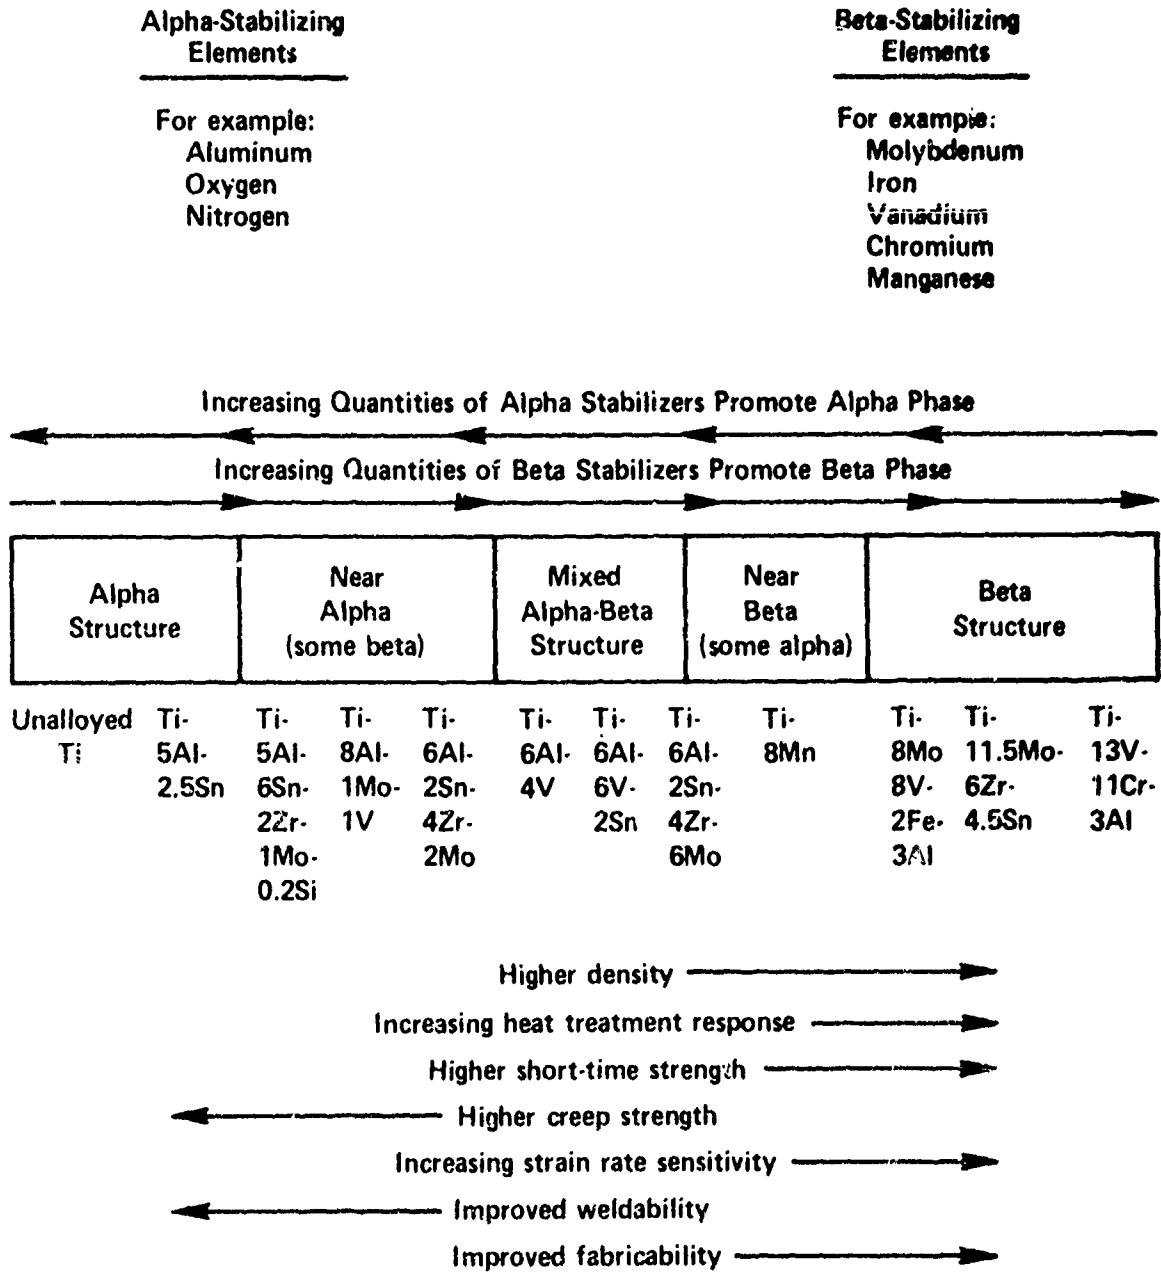 Alpha-Stabilizing
Elements
For example:
Aluminum
Oxygen
Nitrogen
Beta-Stabilizing
Elements
For example:
Molybdenum
Iron
Vanadium
Chromium
Manganese
Increasing Quantities of Alpha Stabilizers Promote Alpha Phase
Increasing Quantities of Beta Stabilizers Promote Beta Phase
Alpha
Structure
Near
Alpha
(some beta)
Mixed
Alpha-Beta
Structure
Near
Beta
(some alpha)
Beta
Structure
Unalloyed
Ti
Ti-
5Al-
2.5Sn
Ti-
5Al-
6Sn-
2Zr-
1Mo-
0.2Si
Ti-
8Al-
1Mo-
1V
Ti-
6Al-
2Sn-
4Zr-
2Mo
Ti-
6Al-
4V
Ti-
6Al-
6V-
2Sn
Ti-
6Al-
2Sn-
4Zr-
6Mo
Ti-
8Mn
Ti-
8Mo
8V-
2Fe-
3Al
Ti-
11.5Mo-
6Zr-
4.5Sn
Ti-
13V-
11Cr-
3Al
Higher density
Increasing heat treatment response
Higher short-time strength
Higher creep strength
Increasing strain rate sensitivity
Improved weldability
Improved fabricability